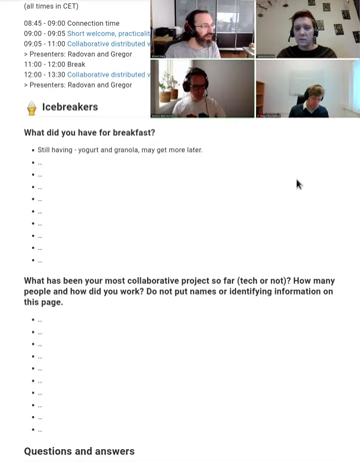 (all times in CET)
08:45 - 09:00 Connection time
09:00 - 09:05 Short welcome, practicalit
09:05 - 11:00 Collaborative distributed v
> Presenters: Radovan and Gregor
11:00 - 12:00 Break
12:00 - 13:30 Collaborative distributed v
> Presenters: Radovan and Gregor
Icebreakers
What did you have for breakfast?
• Still having - yogurt and granola, may get more later.
• ..
• ..
• ..
• ..
• ..
• ..
• ..
• ..
• ..
What has been your most collaborative project so far (tech or not)? How many
people and how did you work? Do not put names or identifying information on
this page.
• ..
• ..
• ..
• ..
• ..
• ..
• ..
• ..
• ..
• ..
Questions and answers